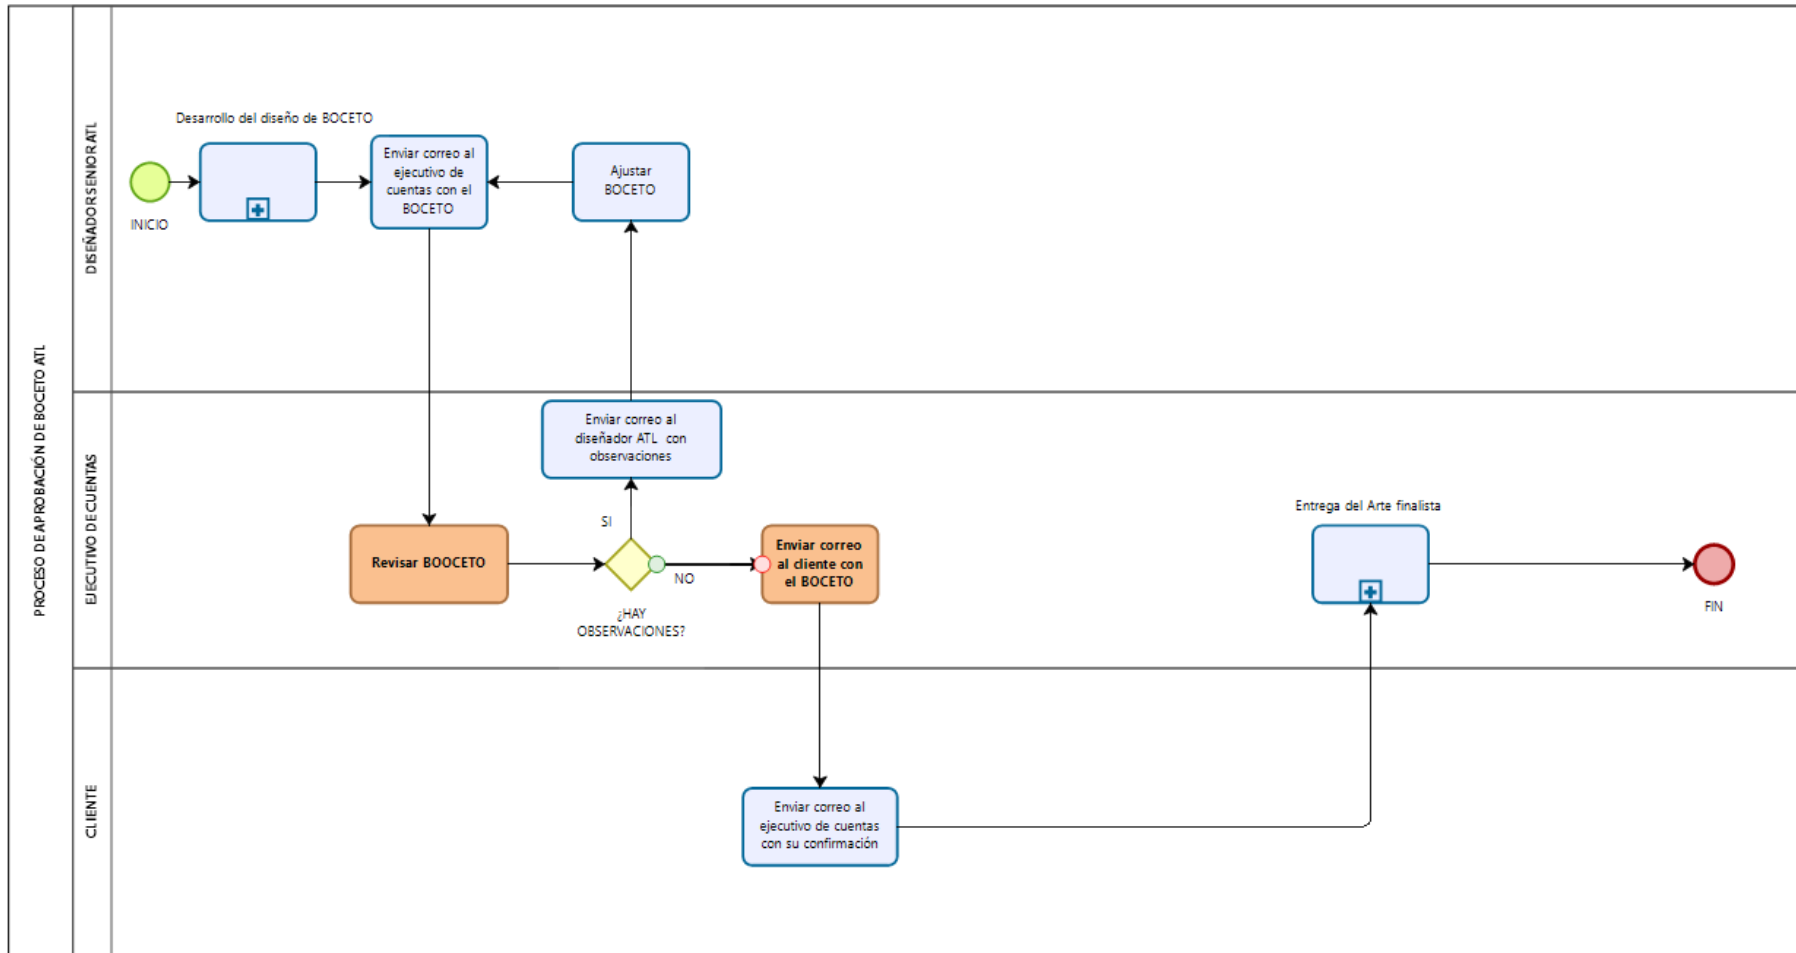 PROCESO DE APROBACIÓN DE BOCETO ATL
DISEÑADOR SENIOR ATL
Desarrollo del diseño de BOCETO
INICIO
Enviar correo al
ejecutivo de
cuentas con el
BOCETO
Ajustar
BOCETO
EJECUTIVO DE CUENTAS
Enviar correo al
diseñador ATL con
observaciones
SI
Revisar BOOCETO
¿HAY
OBSERVACIONES?
NO
Enviar correo
al cliente con
el BOCETO
Entrega del Arte finalista
FIN
CLIENTE
Enviar correo al
ejecutivo de cuentas
con su confirmación